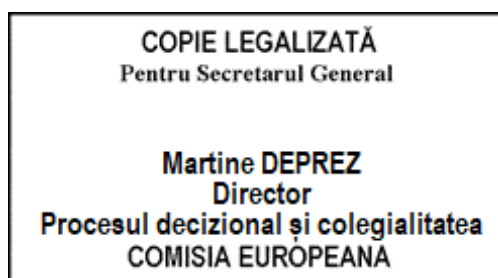 COPIE LEGALIZATĂ
Pentru Secretarul General
Martine DEPREZ
Director
Procesul decizional și colegialitatea
COMISIA EUROPEANA